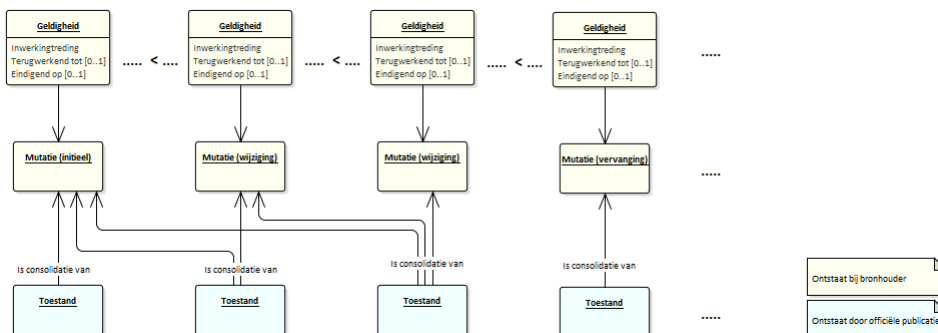 Geldigheid
Inwerkingtreding
Terugwerkend tot [0..1]
Eindigend op [0..1]
..... < ....
Geldigheid
Inwerkingtreding
Terugwerkend tot [0..1]
Eindigend op [0..1]
..... < ....
Geldigheid
Inwerkingtreding
Terugwerkend tot [0..1]
Eindigend op [0..1]
..... < ....
Geldigheid
Inwerkingtreding
Terugwerkend tot [0..1]
Eindigend op [0..1]
.....
Mutatie (initieel)
Mutatie (wijziging)
Mutatie (wijziging)
Mutatie (vervanging)
.....
Is consolidatie van
Is consolidatie van
Is consolidatie van
Is consolidatie van
Toestand
Toestand
Toestand
Toestand
.....
Ontstaat bij bronhouder
Ontstaat door officiële publicatie